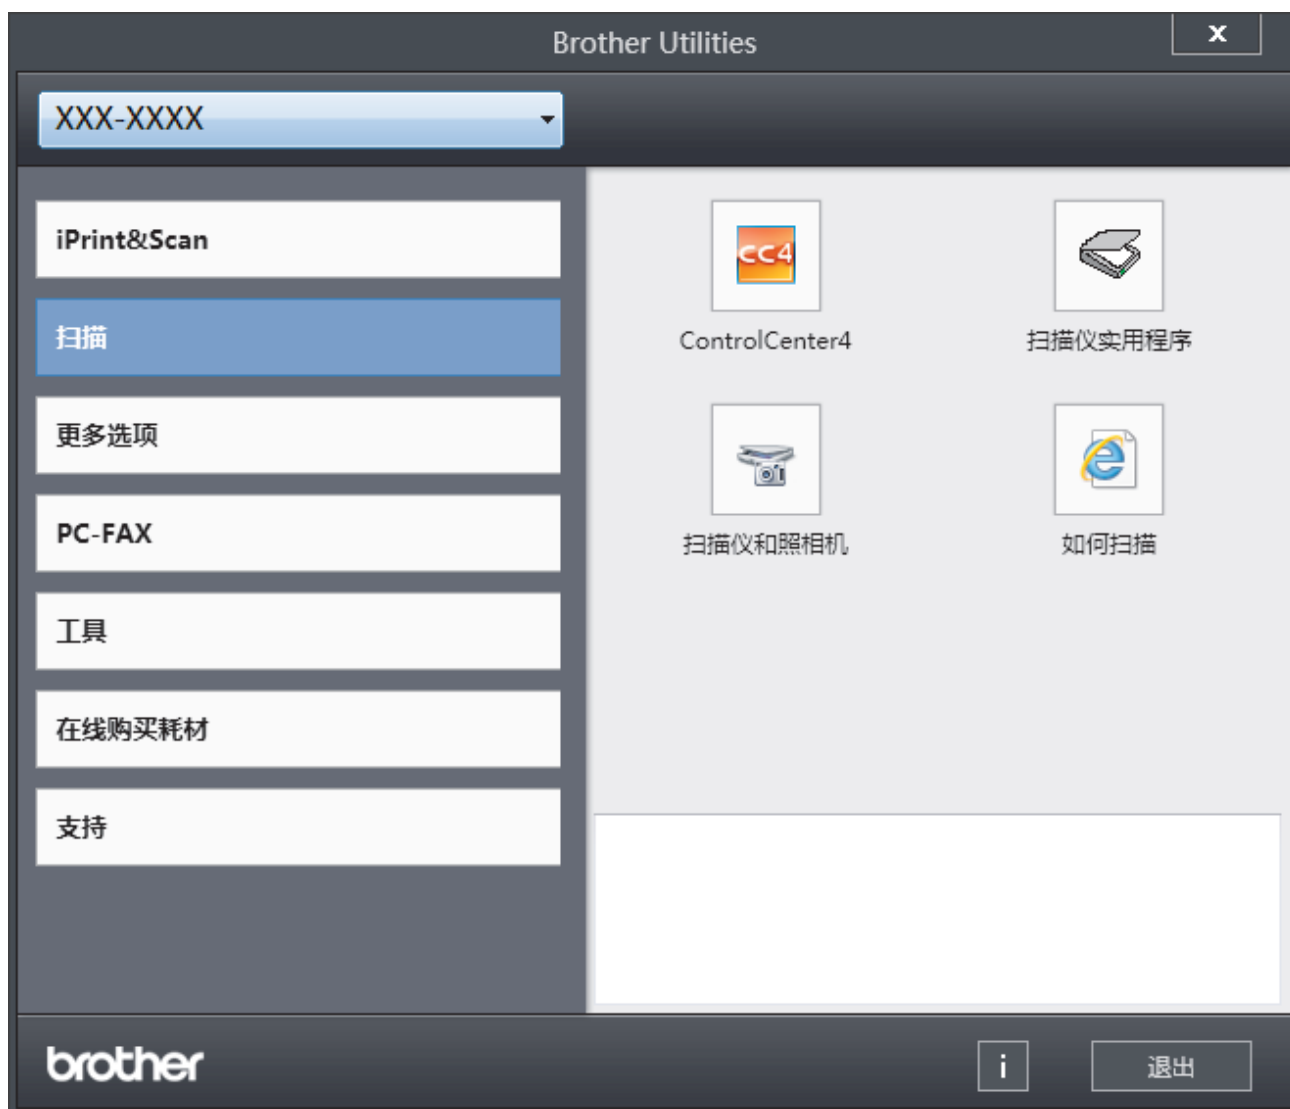 Brother Utilities
x
XXX-XXXX
iPrint&Scan
扫描
更多选项
PC-FAX
工具
在线购买耗材
支持
CC4
ControlCenter4
扫描仪实用程序
扫描仪和照相机
如何扫描
brother
i
退出